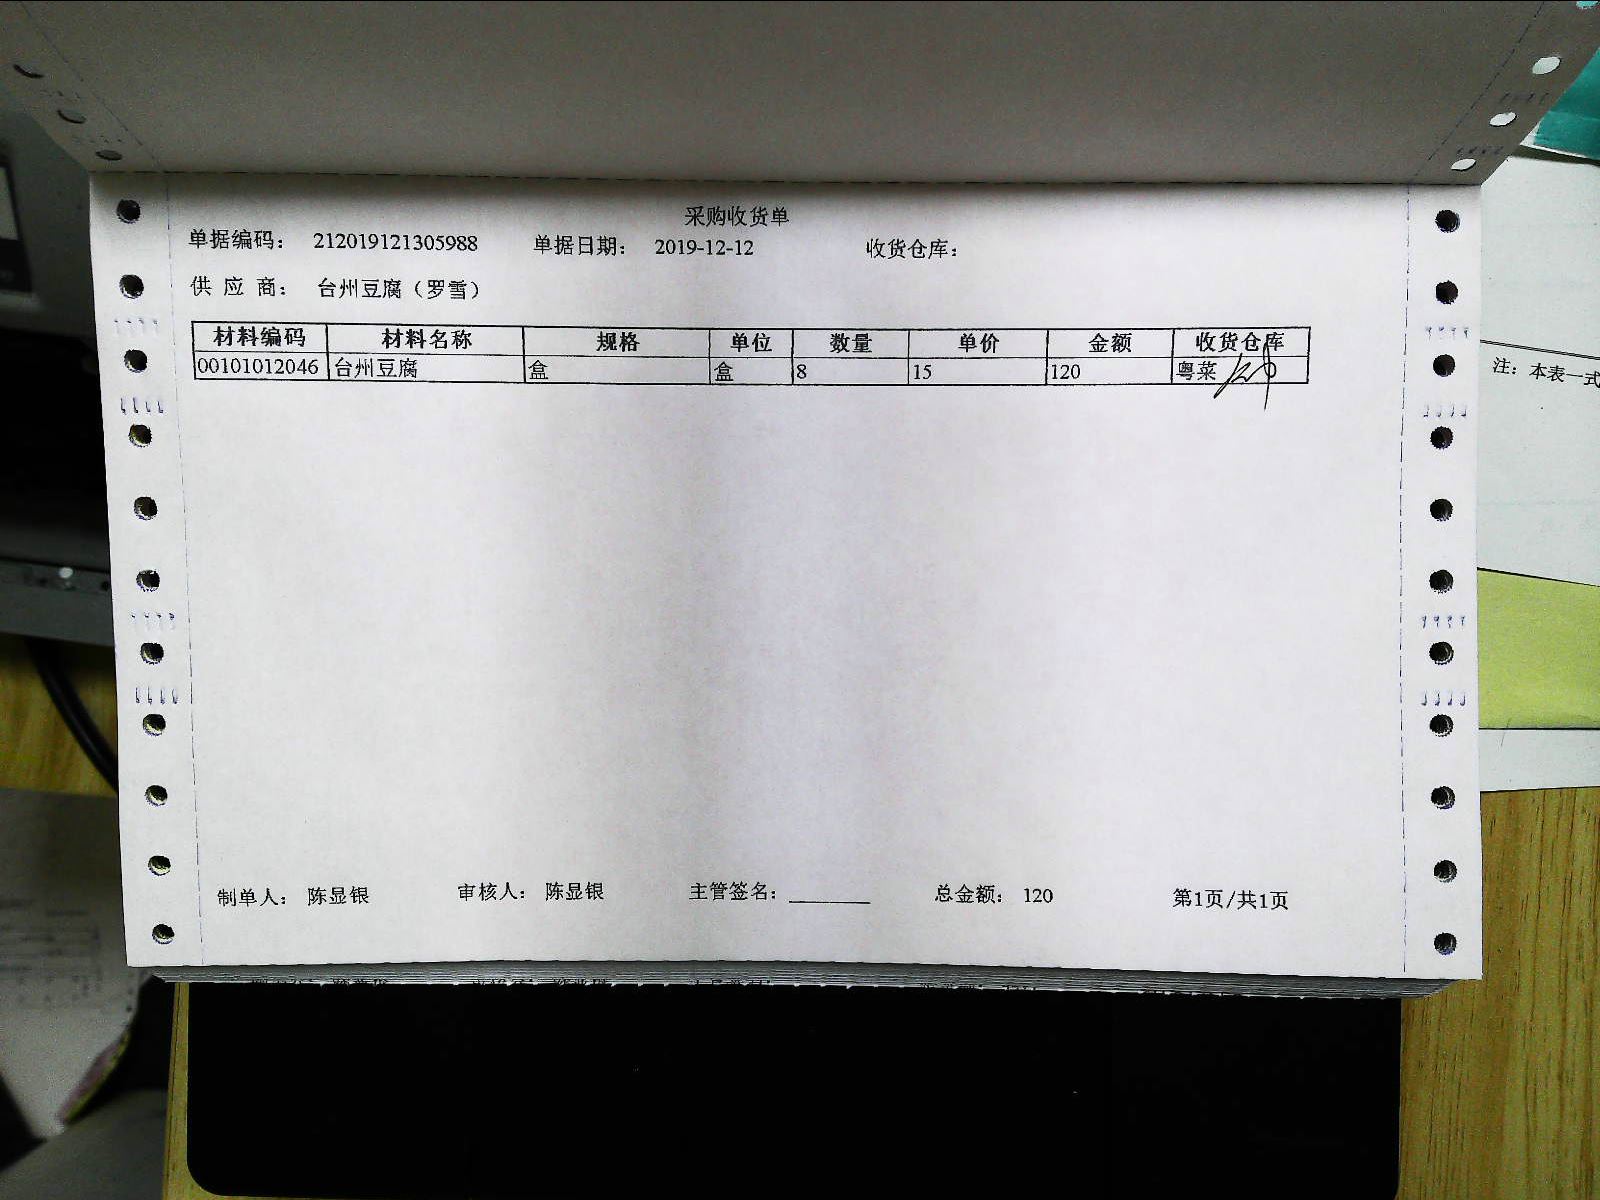 采购收货单
单据编码： 212019121305988 单据日期： 2019-12-12 收货仓库：
供 应 商： 台州豆腐（罗雪）
材料编码 材料名称 规格 单位 数量 单价 金额 收货仓库
00101012046 台州豆腐 盒 盒 8 15 120 粤菜
制单人： 陈显银 审核人： 陈显银 主管签名：________ 总金额： 120 第1页/共1页
注：本表一式